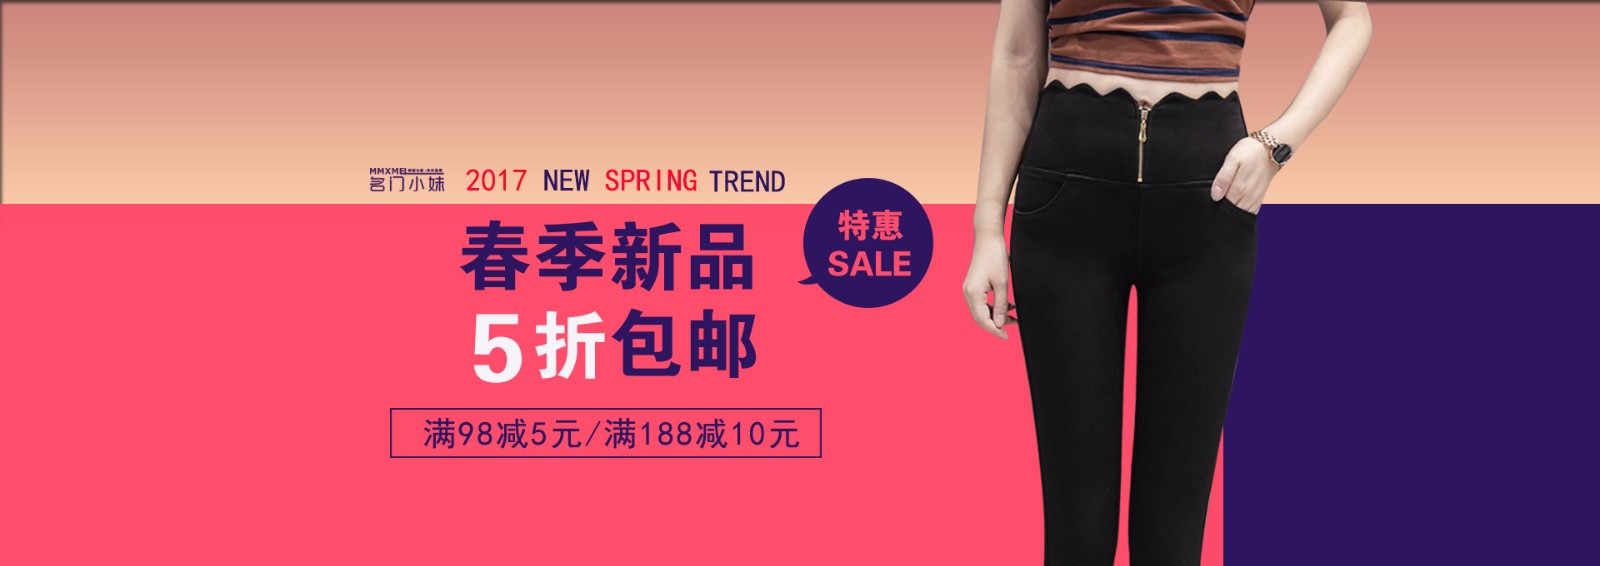 MMXMEI
名门小妹
2017 NEW SPRING TREND
春季新品
特惠
SALE
5折包邮
满98减5元/满188减10元